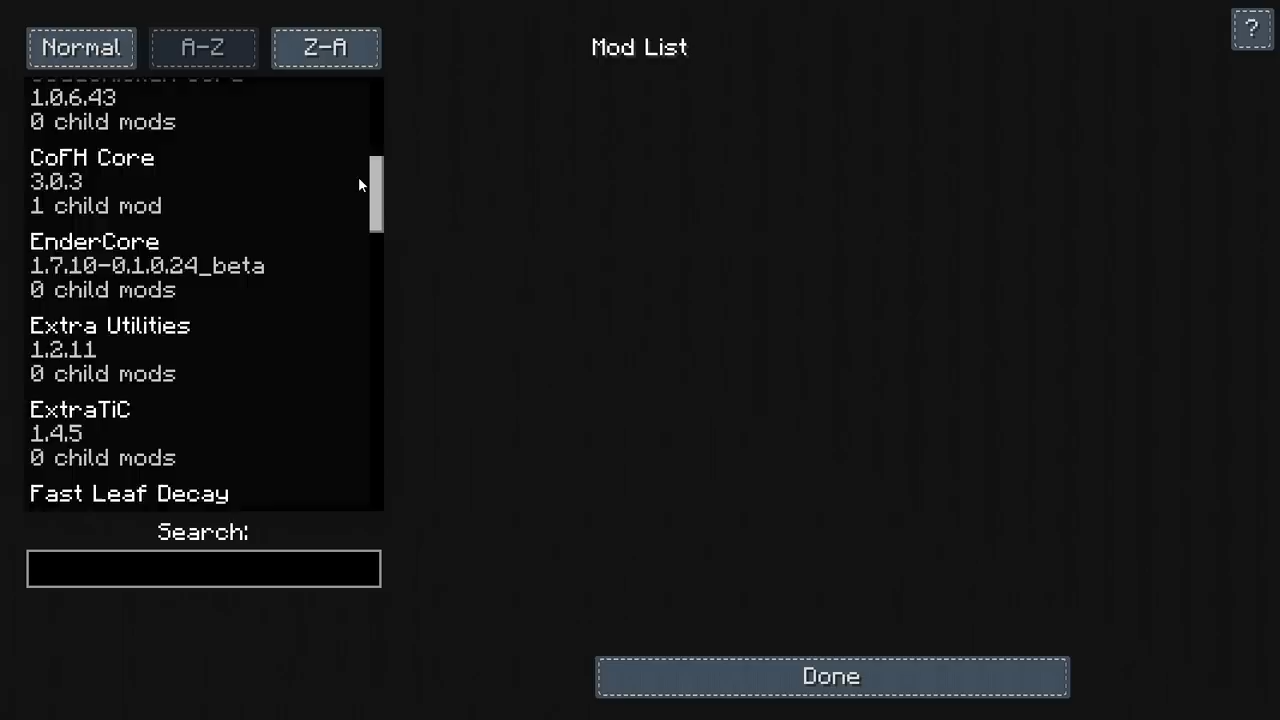 Normal
A-Z
Z-A
Mod List
?
1.0.6.43
0 child mods
CoFH Core
3.0.3
1 child mod
EnderCore
1.7.10-0.1.0.24_beta
0 child mods
Extra Utilities
1.2.11
0 child mods
ExtraTiC
1.4.5
0 child mods
Fast Leaf Decay
Search:
Done